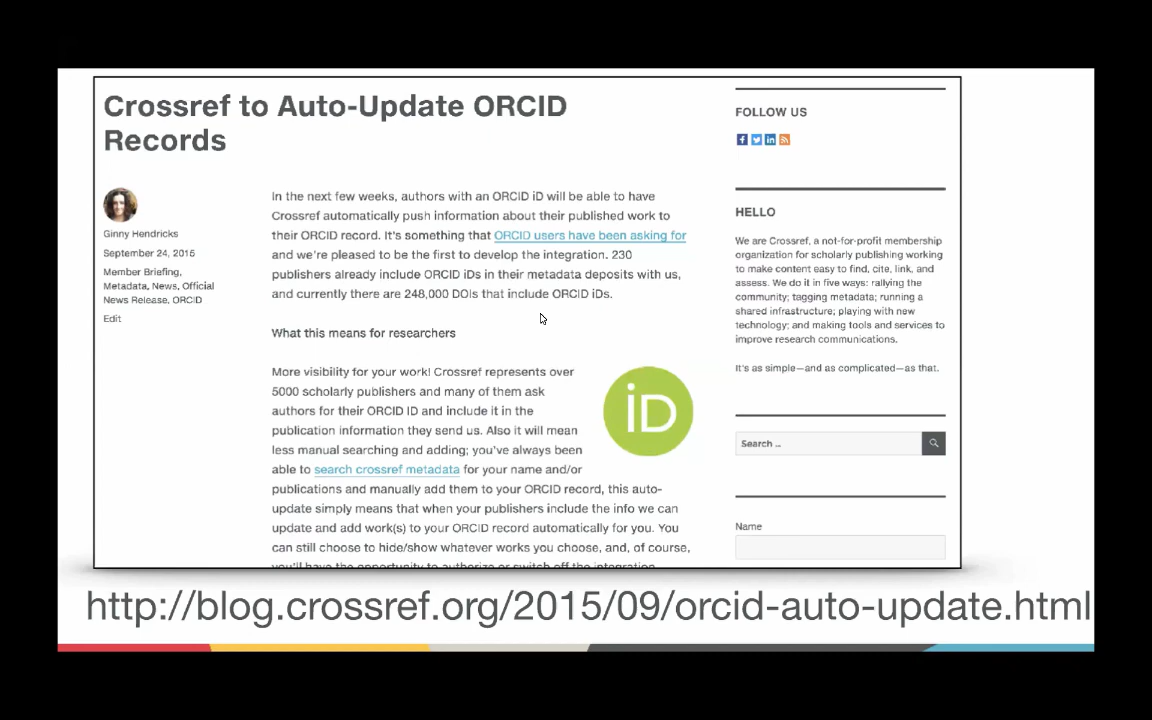 Crossref to Auto-Update ORCID
Records
Ginny Hendricks
September 24, 2015
Member Briefing,
Metadata, News, Official
News Release, ORCID
Edit
In the next few weeks, authors with an ORCID iD will be able to have
Crossref automatically push information about their published work to
their ORCID record. It's something that ORCID users have been asking for
and we're pleased to be the first to develop the integration. 230
publishers already include ORCID iDs in their metadata deposits with us,
and currently there are 248,000 DOIs that include ORCID iDs.
What this means for researchers
More visibility for your work! Crossref represents over
5000 scholarly publishers and many of them ask
authors for their ORCID ID and include it in the
publication information they send us. Also it will mean
less manual searching and adding; you've always been
able to search crossref metadata for your name and/or
publications and manually add them to your ORCID record, this auto-
update simply means that when your publishers include the info we can
update and add work(s) to your ORCID record automatically for you. You
can still choose to hide/show whatever works you choose, and, of course,
you'll have the opportunity to authorize or switch off the integration
iD
FOLLOW US
HELLO
We are Crossref, a not-for-profit membership
organization for scholarly publishing working
to make content easy to find, cite, link, and
assess. We do it in five ways: rallying the
community; tagging metadata; running a
shared infrastructure; playing with new
technology; and making tools and services to
improve research communications.
It's as simple—and as complicated—as that.
Search ...
Name
http://blog.crossref.org/2015/09/orcid-auto-update.html